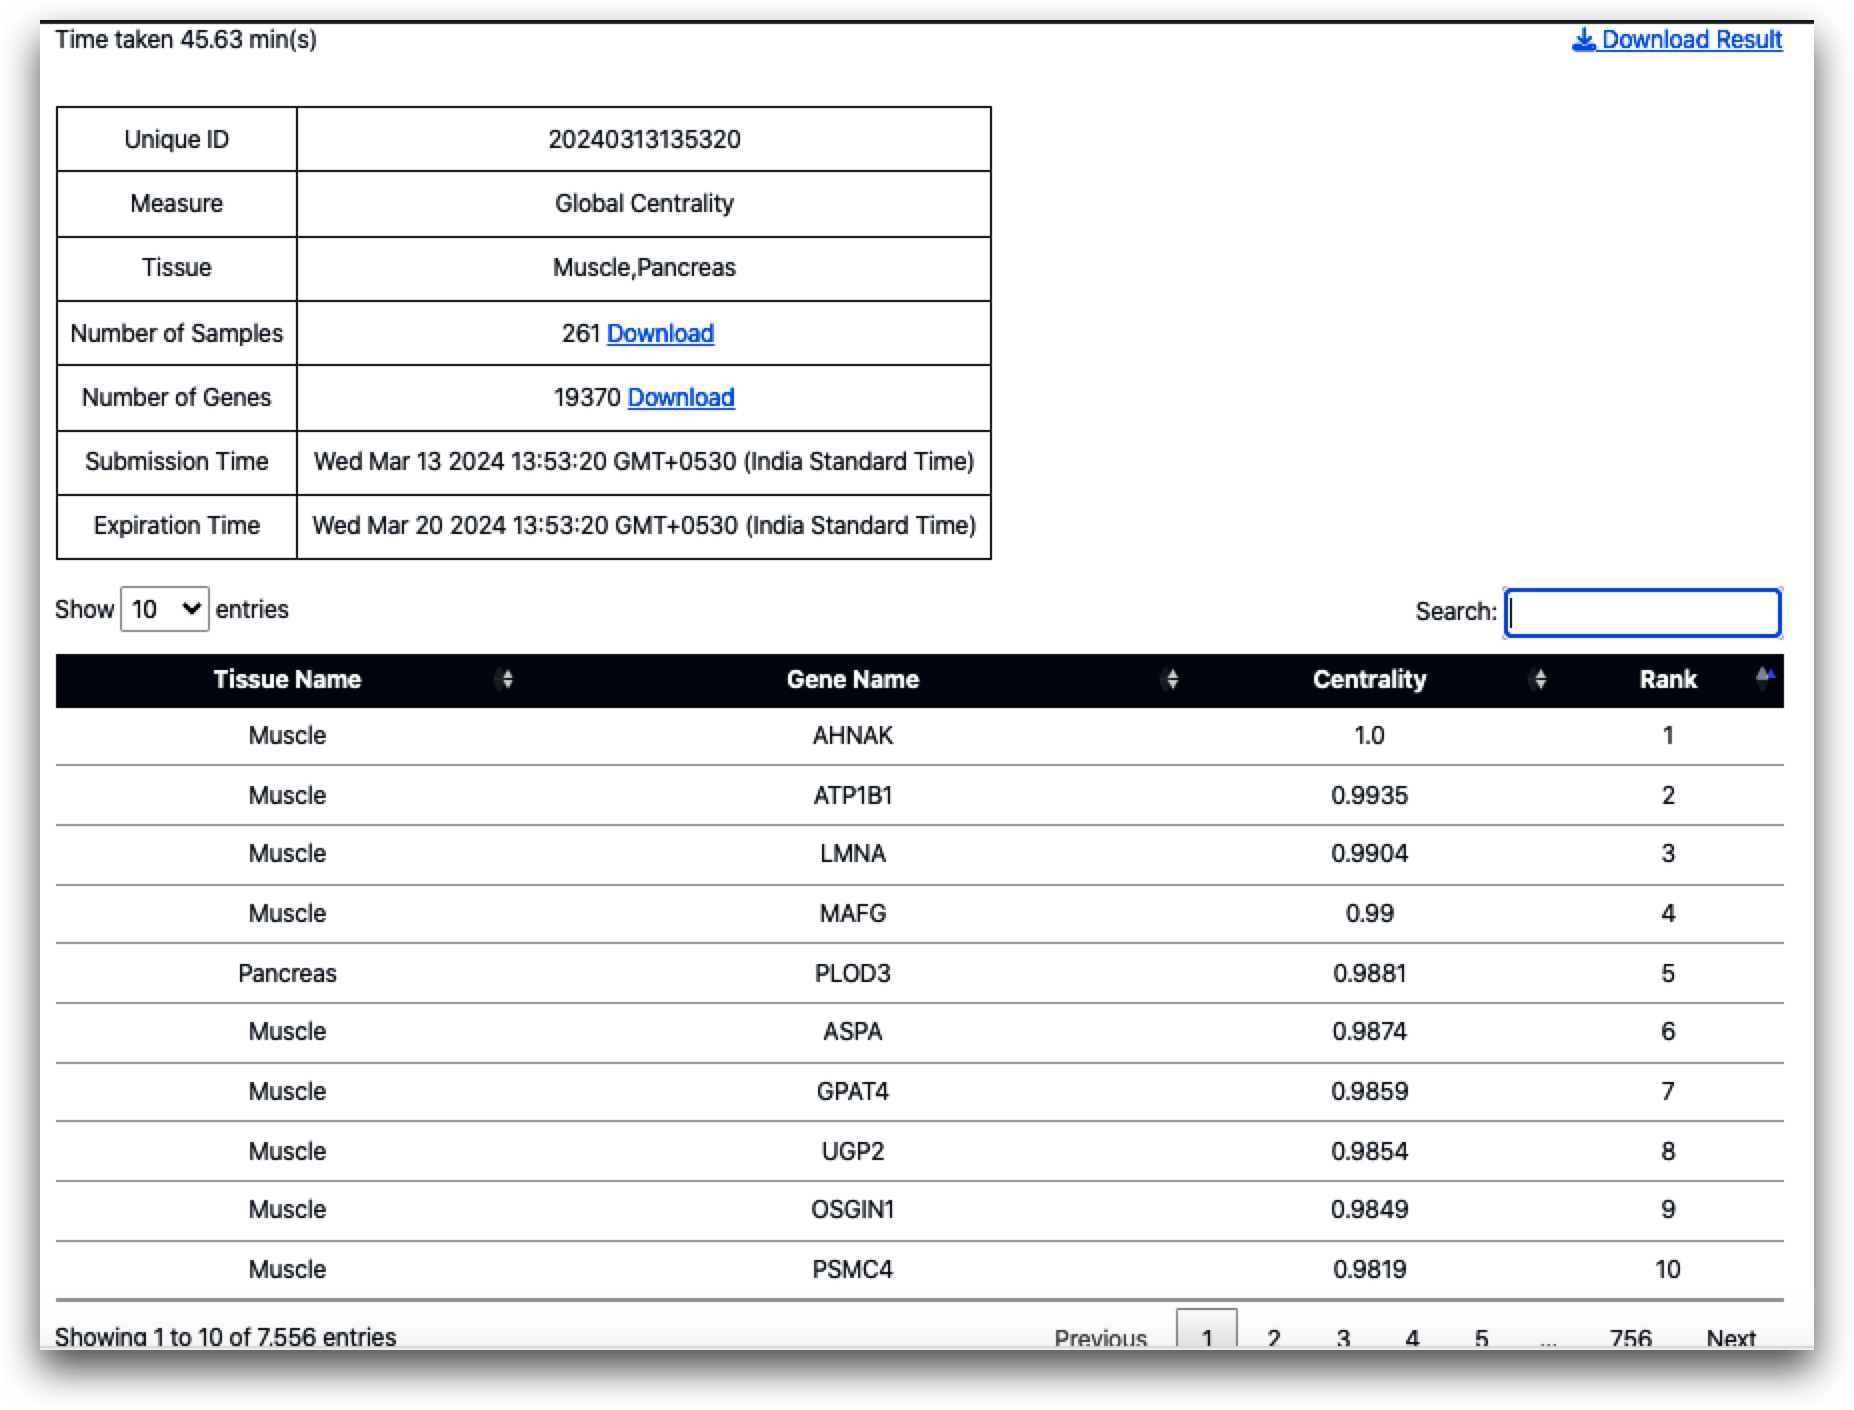 Time taken 45.63 min(s) Download Result
Unique ID 20240313135320
Measure Global Centrality
Tissue Muscle,Pancreas
Number of Samples 261 Download
Number of Genes 19370 Download
Submission Time Wed Mar 13 2024 13:53:20 GMT+0530 (India Standard Time)
Expiration Time Wed Mar 20 2024 13:53:20 GMT+0530 (India Standard Time)
Show 10 entries Search:
Tissue Name Gene Name Centrality Rank
Muscle AHNAK 1.0 1
Muscle ATP1B1 0.9935 2
Muscle LMNA 0.9904 3
Muscle MAFG 0.99 4
Pancreas PLOD3 0.9881 5
Muscle ASPA 0.9874 6
Muscle GPAT4 0.9859 7
Muscle UGP2 0.9854 8
Muscle OSGIN1 0.9849 9
Muscle PSMC4 0.9819 10
Showing 1 to 10 of 7,556 entries Previous 1 2 3 4 5 ... 756 Next